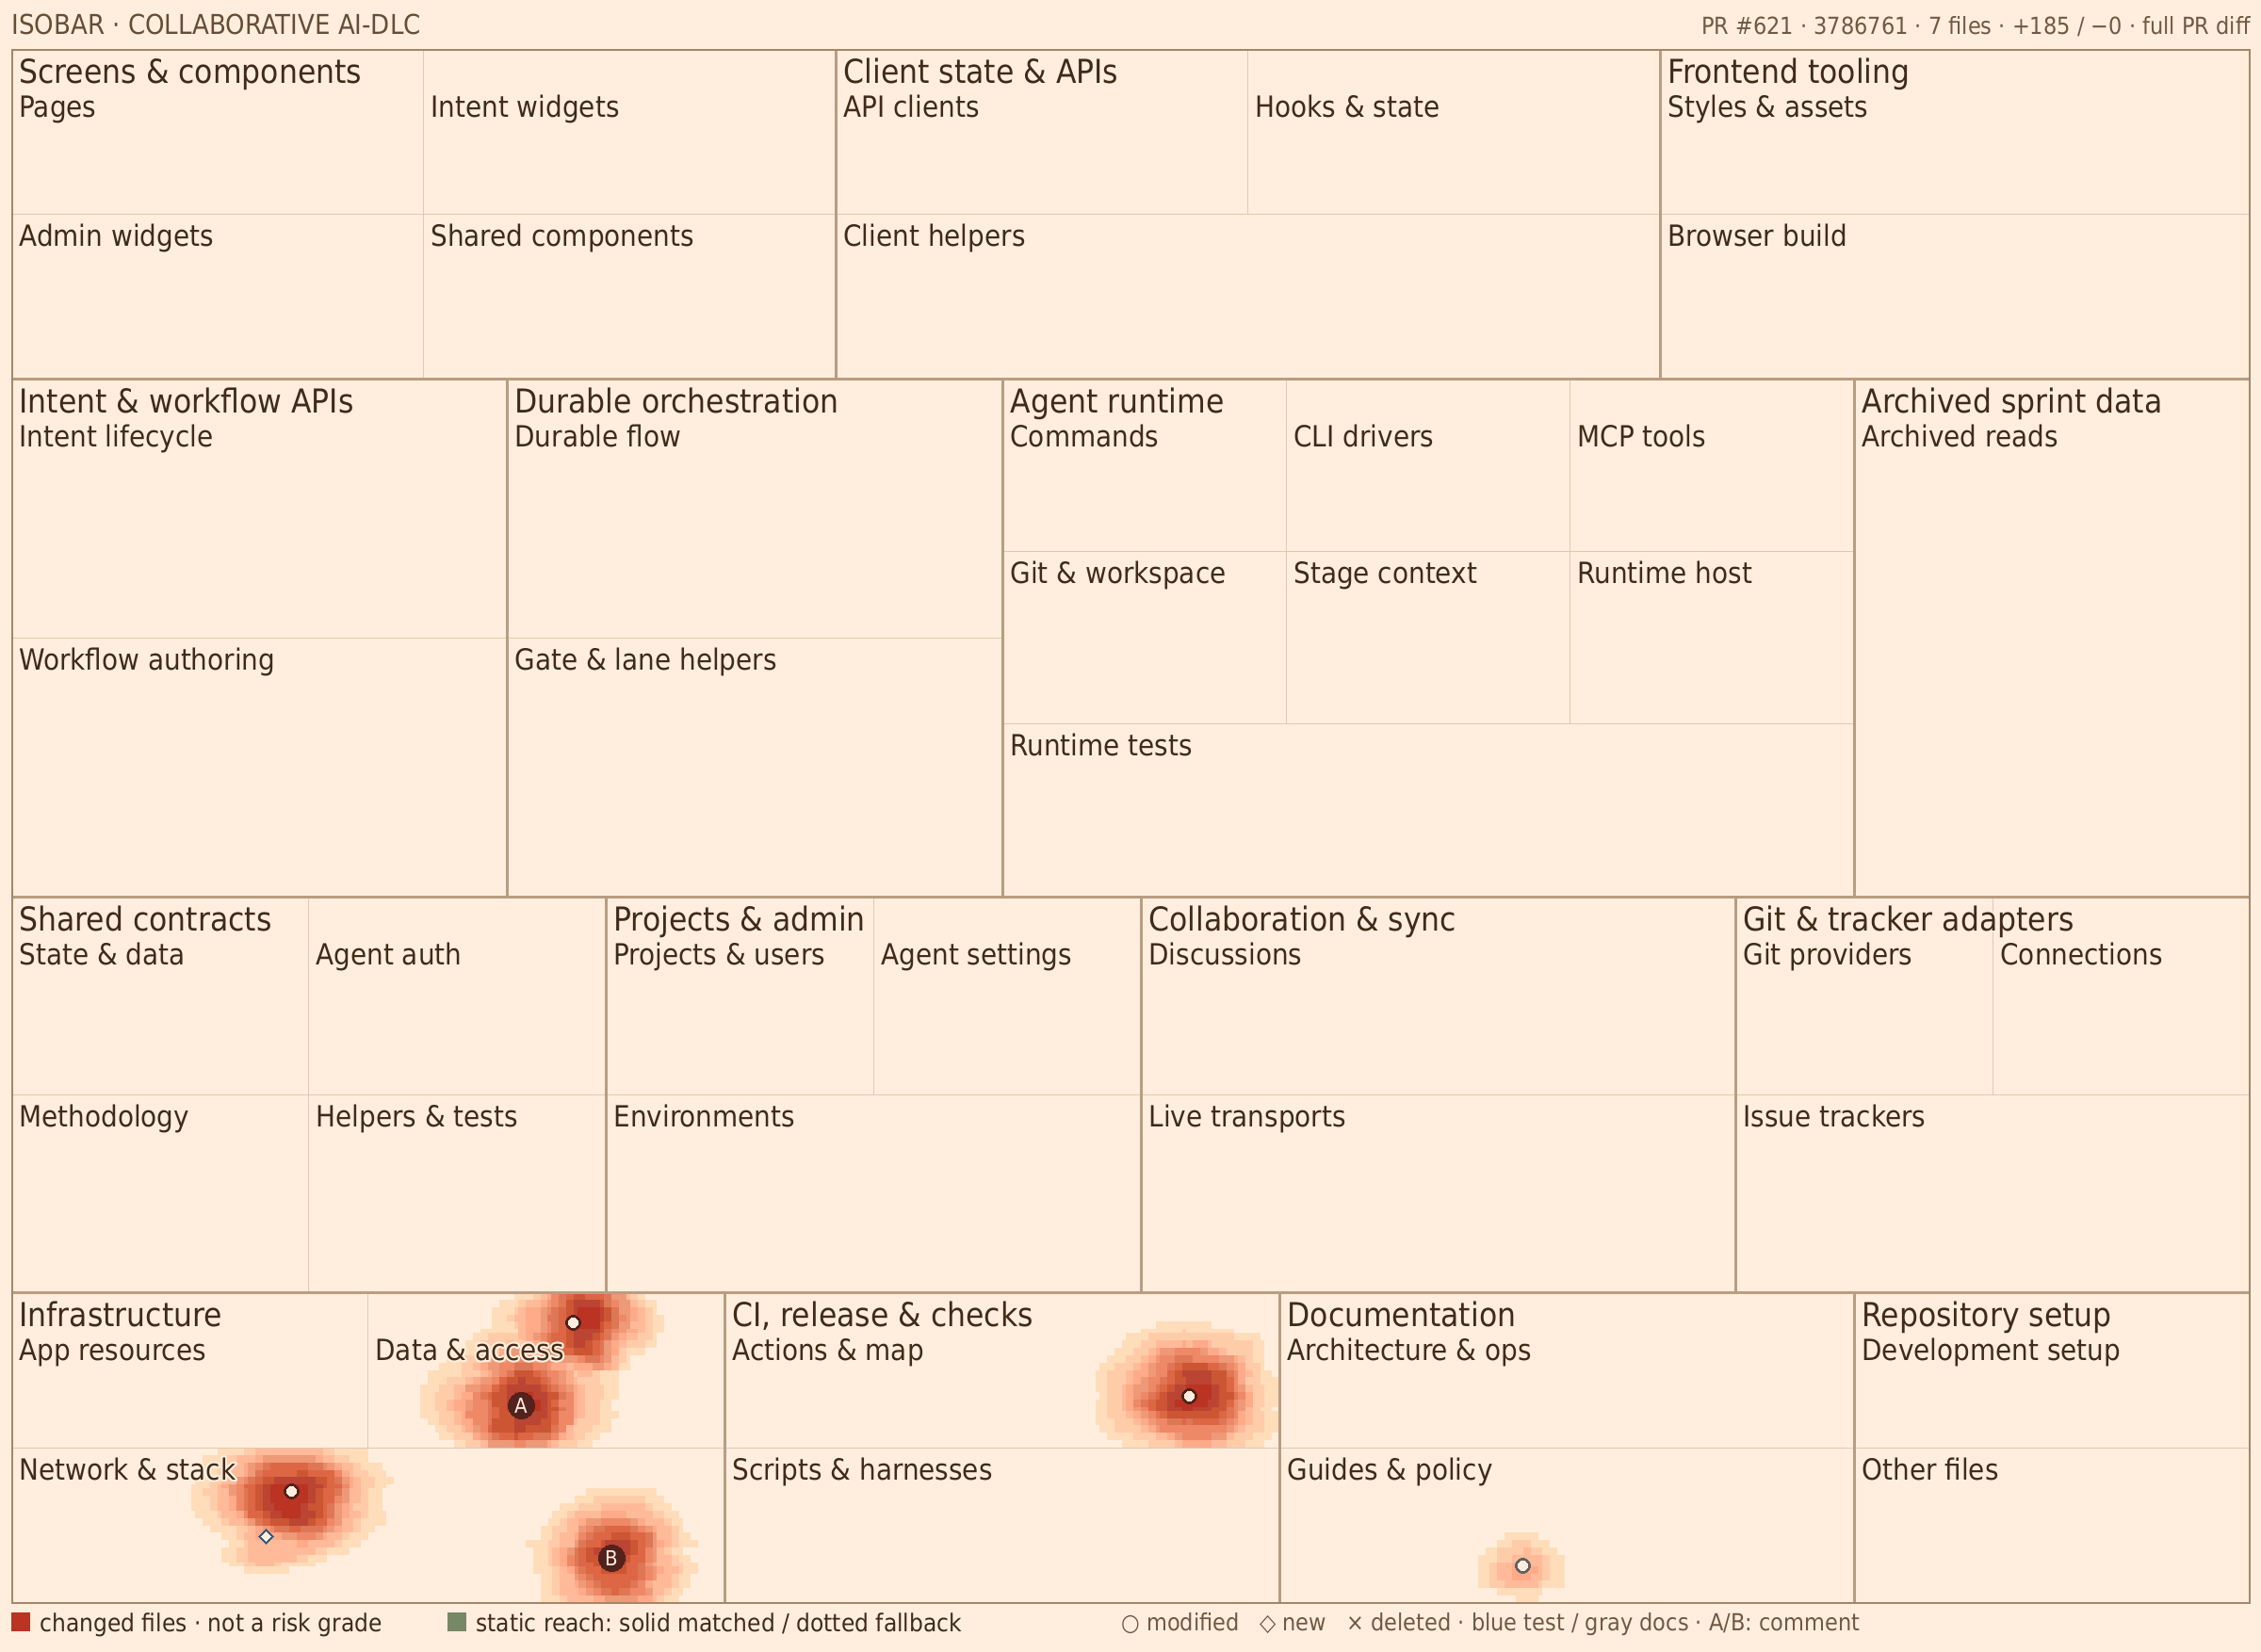 ISOBAR · COLLABORATIVE AI-DLC
PR #621 · 3786761 · 7 files · +185 / −0 · full PR diff
Screens & components
Pages
Intent widgets
Admin widgets
Shared components
Client state & APIs
API clients
Hooks & state
Client helpers
Frontend tooling
Styles & assets
Browser build
Intent & workflow APIs
Intent lifecycle
Workflow authoring
Durable orchestration
Durable flow
Gate & lane helpers
Agent runtime
Commands
CLI drivers
MCP tools
Git & workspace
Stage context
Runtime host
Runtime tests
Archived sprint data
Archived reads
Shared contracts
State & data
Agent auth
Methodology
Helpers & tests
Projects & admin
Projects & users
Agent settings
Environments
Collaboration & sync
Discussions
Live transports
Git & tracker adapters
Git providers
Connections
Issue trackers
Infrastructure
App resources
Data & access
A
Network & stack
B
CI, release & checks
Actions & map
Scripts & harnesses
Documentation
Architecture & ops
Guides & policy
Repository setup
Development setup
Other files
changed files · not a risk grade
static reach: solid matched / dotted fallback
○ modified ◇ new × deleted · blue test / gray docs · A/B: comment